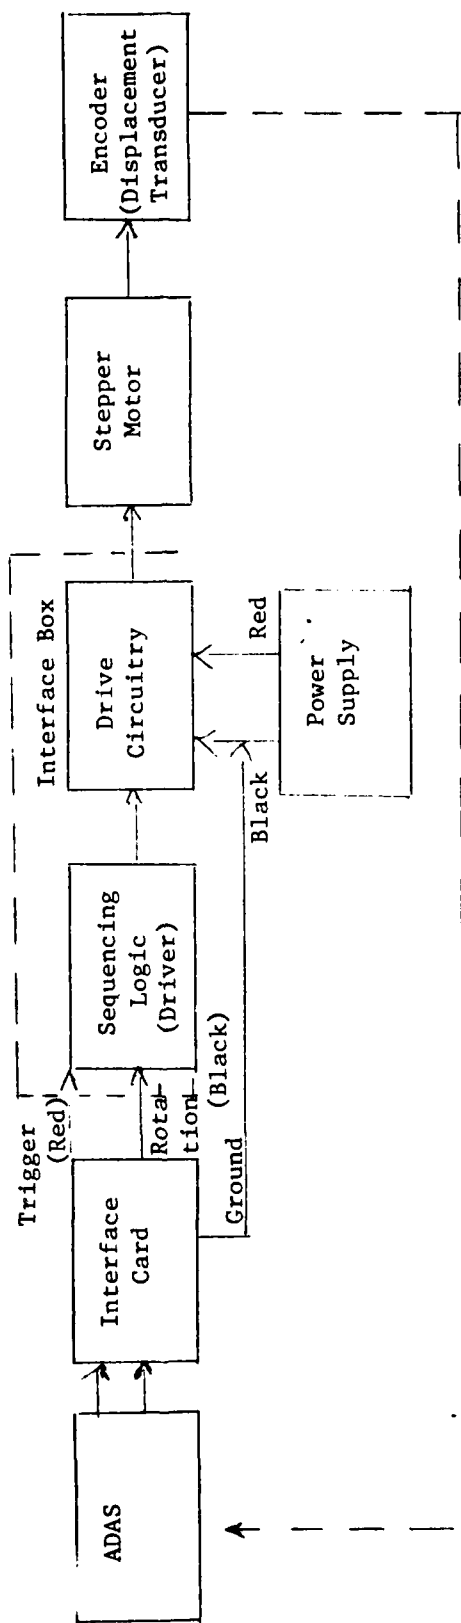 ADAS
Interface
Card
Trigger
(Red)
Rota-
tion
Ground
(Black)
Sequencing
Logic
(Driver)
Interface Box
Drive
Circuitry
Black
Red
Power
Supply
Stepper
Motor
Encoder
(Displacement
Transducer)